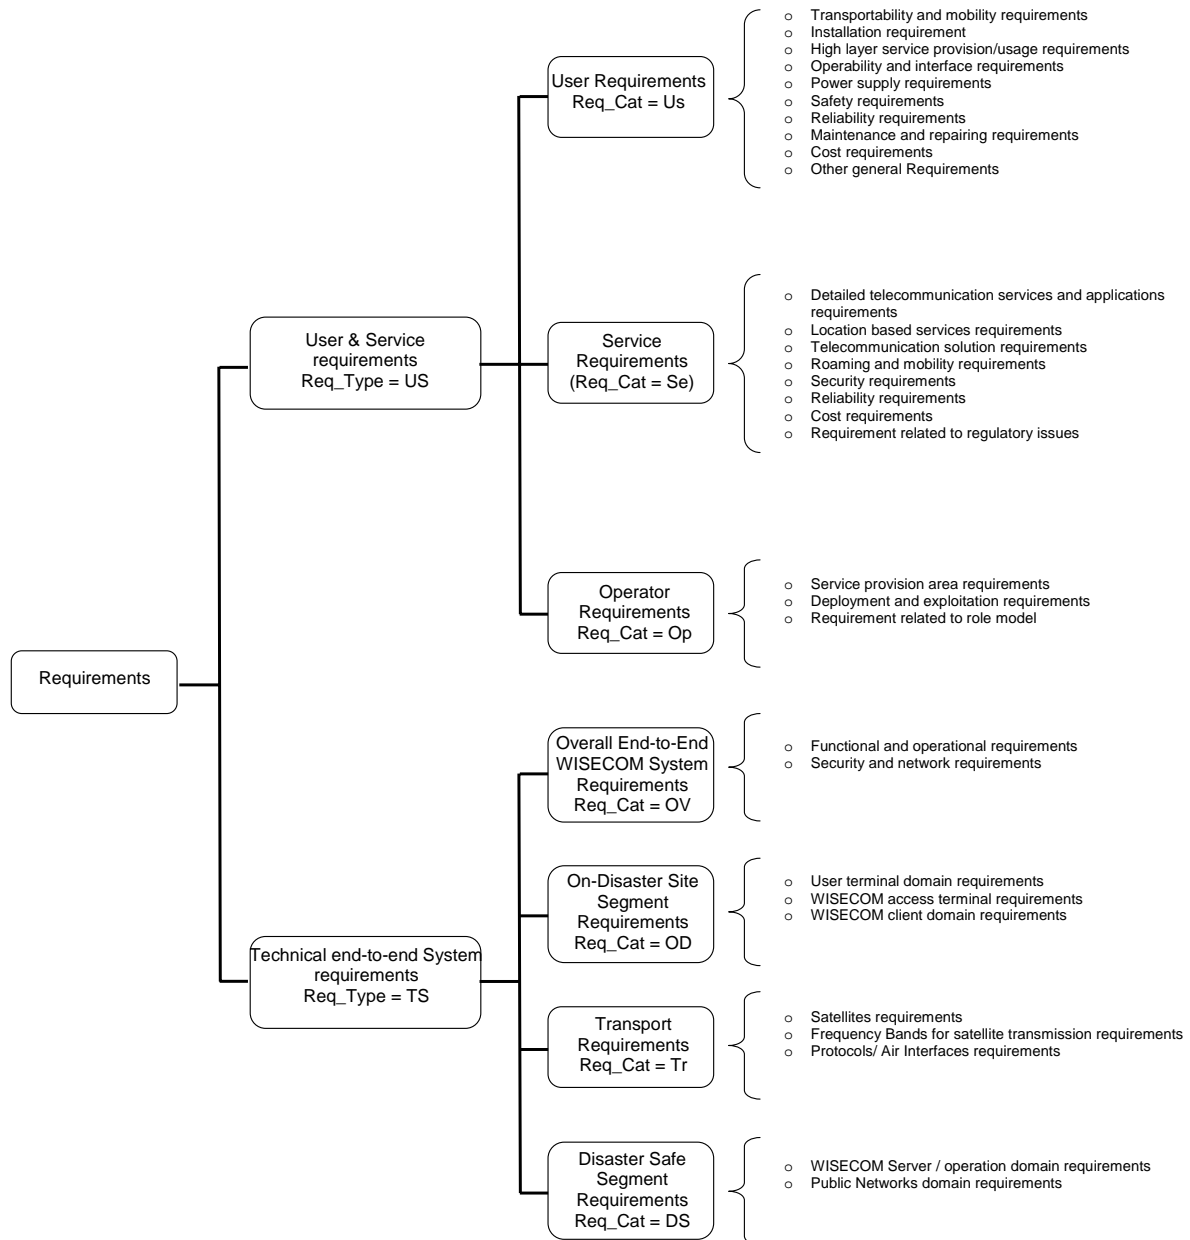 Transportability and mobility requirements
Installation requirement
High layer service provision/usage requirements
Operability and interface requirements
Power supply requirements
Safety requirements
Reliability requirements
Maintenance and repairing requirements
Cost requirements
Other general Requirements
User Requirements
Req_Cat = Us
Detailed telecommunication services and applications
requirements
Location based services requirements
Telecommunication solution requirements
Roaming and mobility requirements
Security requirements
Reliability requirements
Cost requirements
Requirement related to regulatory issues
User & Service
requirements
Req_Type = US
Service
Requirements
(Req_Cat = Se)
Operator
Requirements
Req_Cat = Op
Service provision area requirements
Deployment and exploitation requirements
Requirement related to role model
Requirements
Overall End-to-End
WISECOM System
Requirements
Req_Cat = OV
Functional and operational requirements
Security and network requirements
On-Disaster Site
Segment
Requirements
Req_Cat = OD
User terminal domain requirements
WISECOM access terminal requirements
WISECOM client domain requirements
Technical end-to-end System
requirements
Req_Type = TS
Transport
Requirements
Req_Cat = Tr
Satellites requirements
Frequency Bands for satellite transmission requirements
Protocols/ Air Interfaces requirements
Disaster Safe
Segment
Requirements
Req_Cat = DS
WISECOM Server / operation domain requirements
Public Networks domain requirements